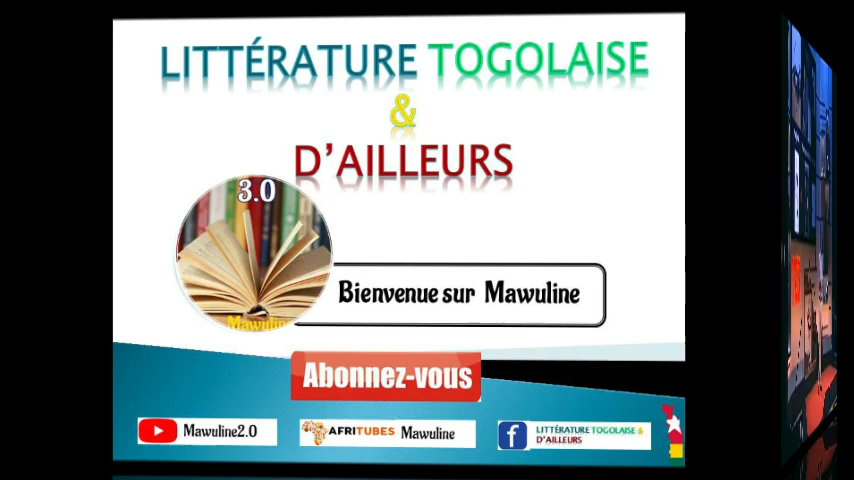 LITTÉRATURE TOGOLAISE
&
D'AILLEURS
3.0
Mawuline
Bienvenue sur Mawuline
Abonnez-vous
Mawuline2.0
AFRITUBES Mawuline
LITTÉRATURE TOGOLAISE &
D'AILLEURS